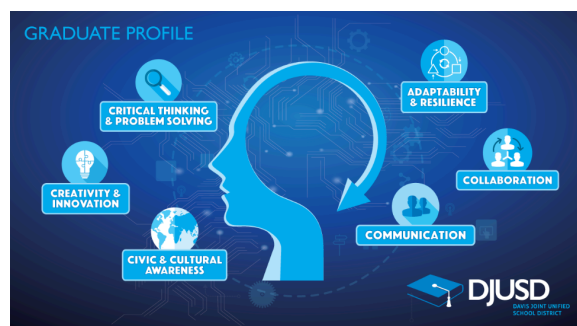 GRADUATE PROFILE
CRITICAL THINKING
& PROBLEM SOLVING
ADAPTABILITY
& RESILIENCE
CREATIVITY &
INNOVATION
COLLABORATION
CIVIC & CULTURAL
AWARENESS
COMMUNICATION
DJUSD
DAVIS JOINT UNIFIED
SCHOOL DISTRICT